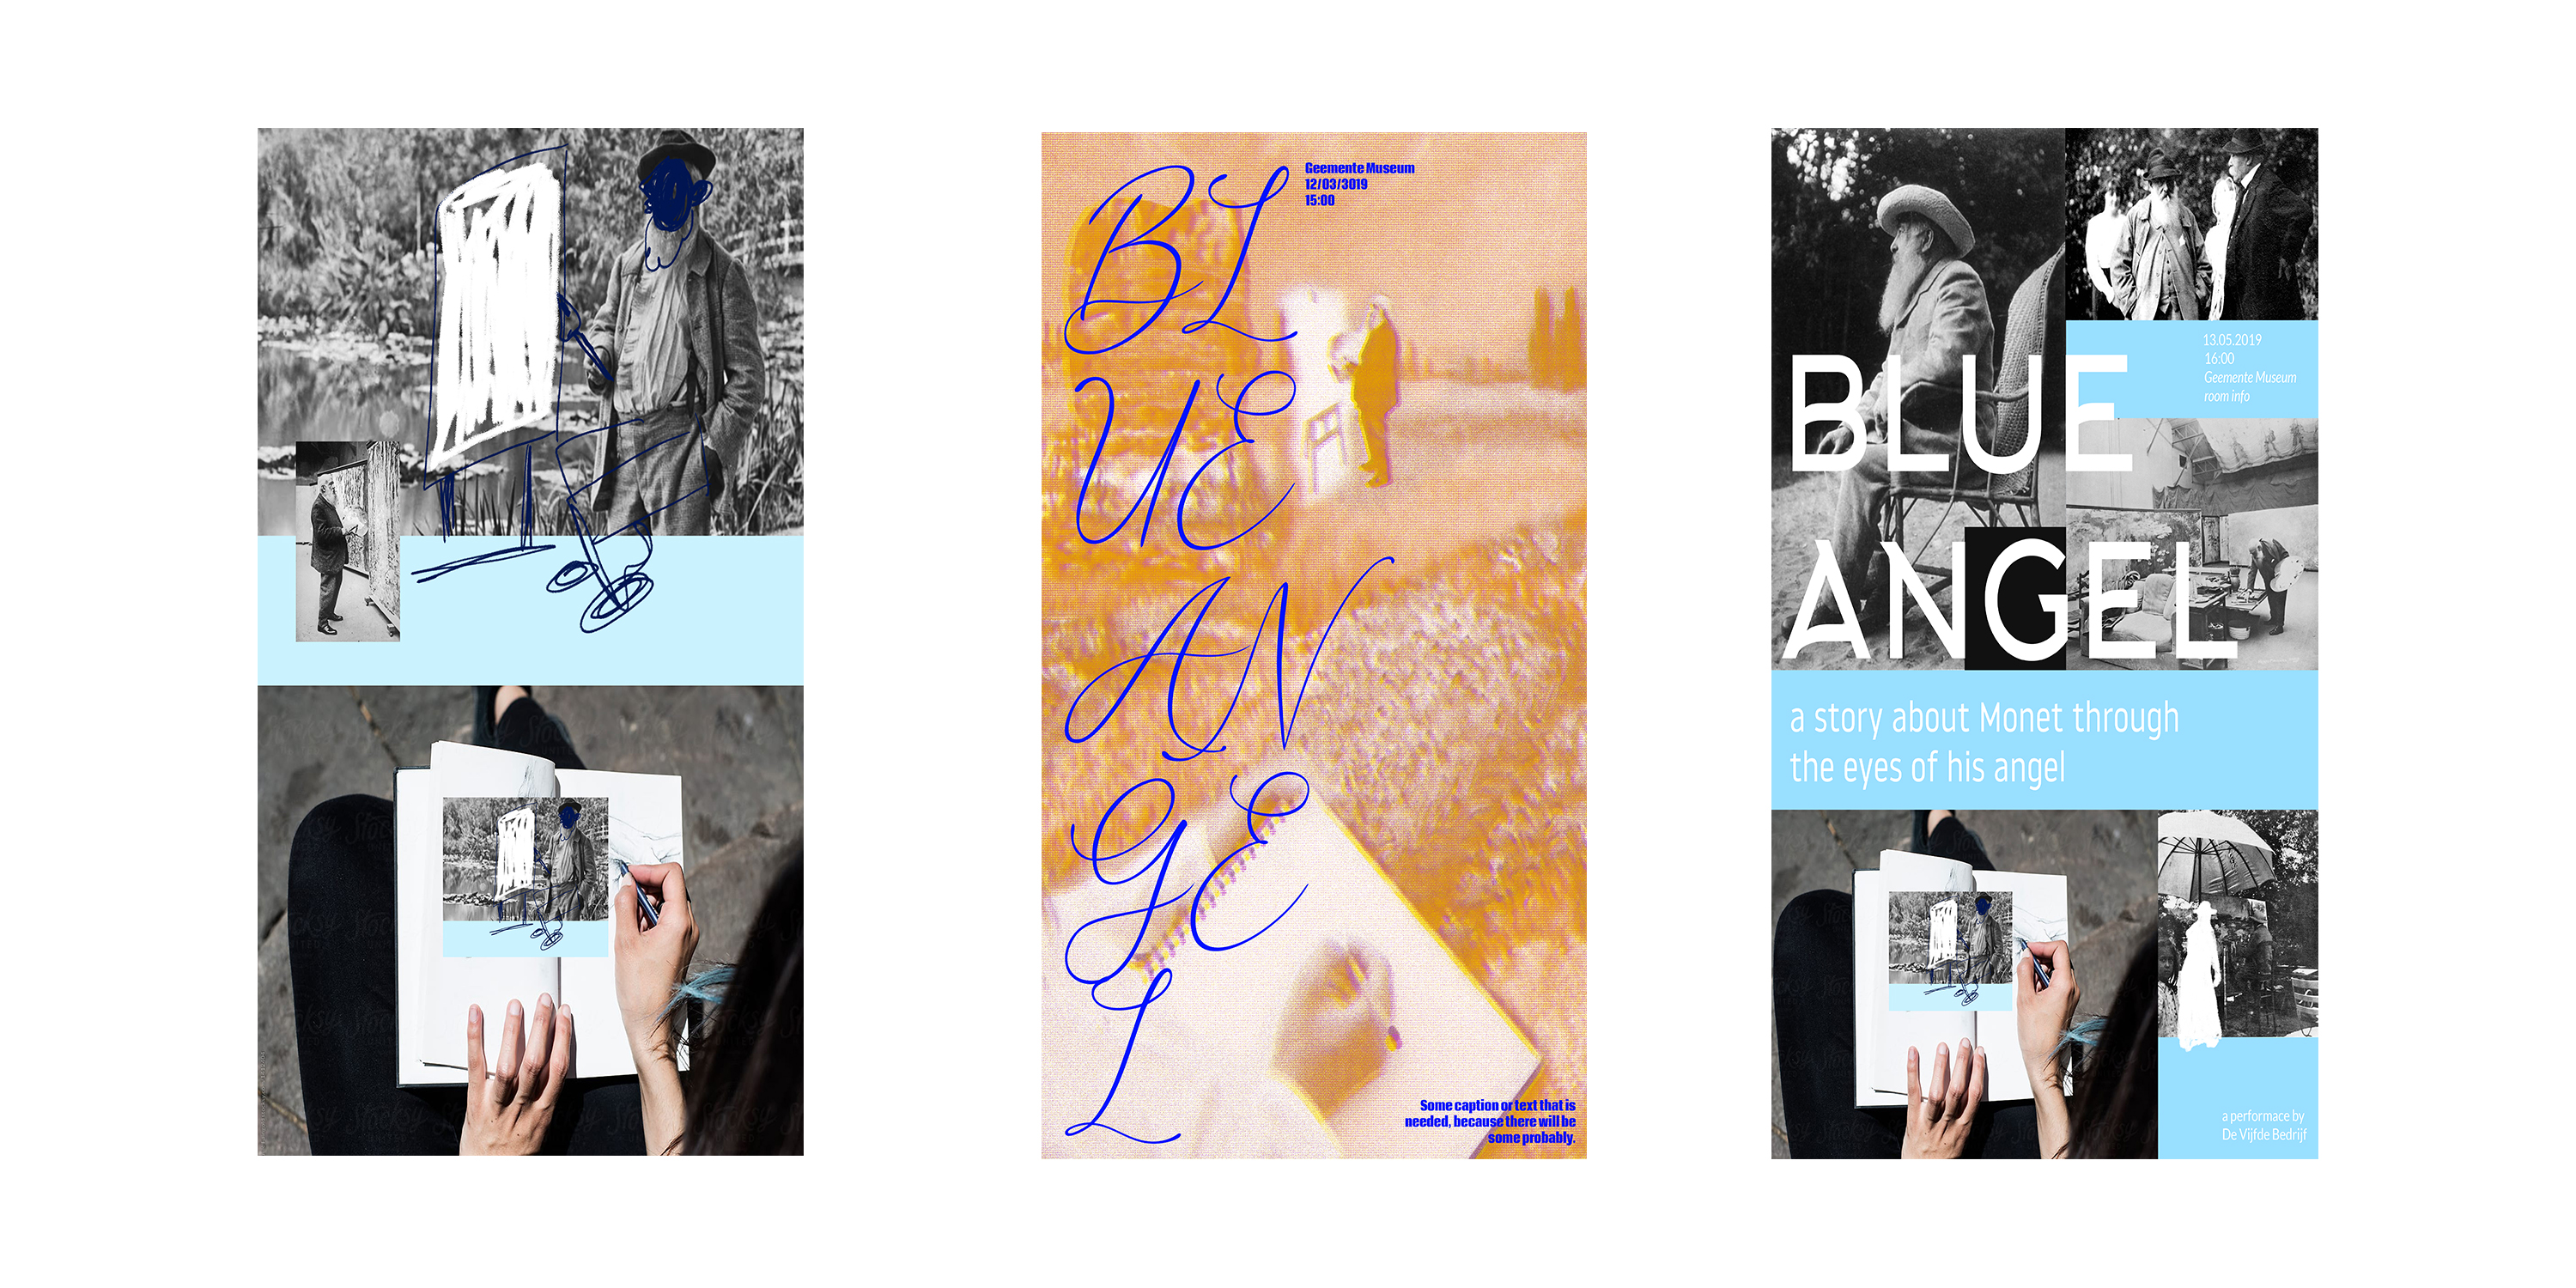 BL
UE
AN
GE
L
Geemente Museum
12/03/3019
15:00
Some caption or text that is
needed, because there will be
some probably.
13.05.2019
16:00
Geemente Museum
room info
BLUE
ANGEL
a story about Monet through
the eyes of his angel
a performace by
De Vijfde Bedrijf